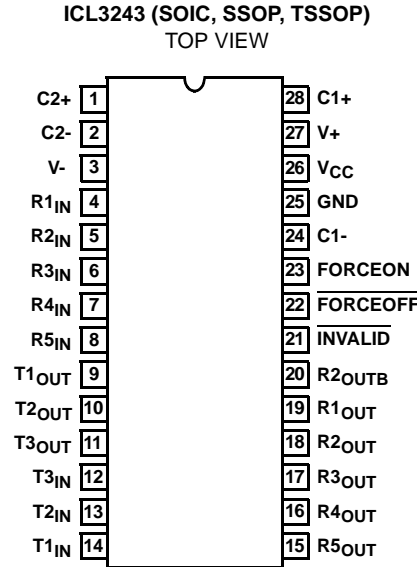 ICL3243 (SOIC, SSOP, TSSOP)
TOP VIEW
C2+ 1 28 C1+
C2- 2 27 V+
V- 3 26 VCC
R1IN 4 25 GND
R2IN 5 24 C1-
R3IN 6 23 FORCEON
R4IN 7 22 FORCEOFF
R5IN 8 21 INVALID
T1OUT 9 20 R2OUTB
T2OUT 10 19 R1OUT
T3OUT 11 18 R2OUT
T3IN 12 17 R3OUT
T2IN 13 16 R4OUT
T1IN 14 15 R5OUT